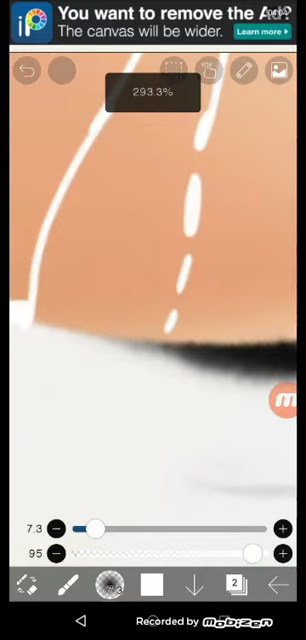 You want to remove the Ad?
The canvas will be wider.
Learn more
293.3%
7.3
95
7.3
2
Recorded by mobizen